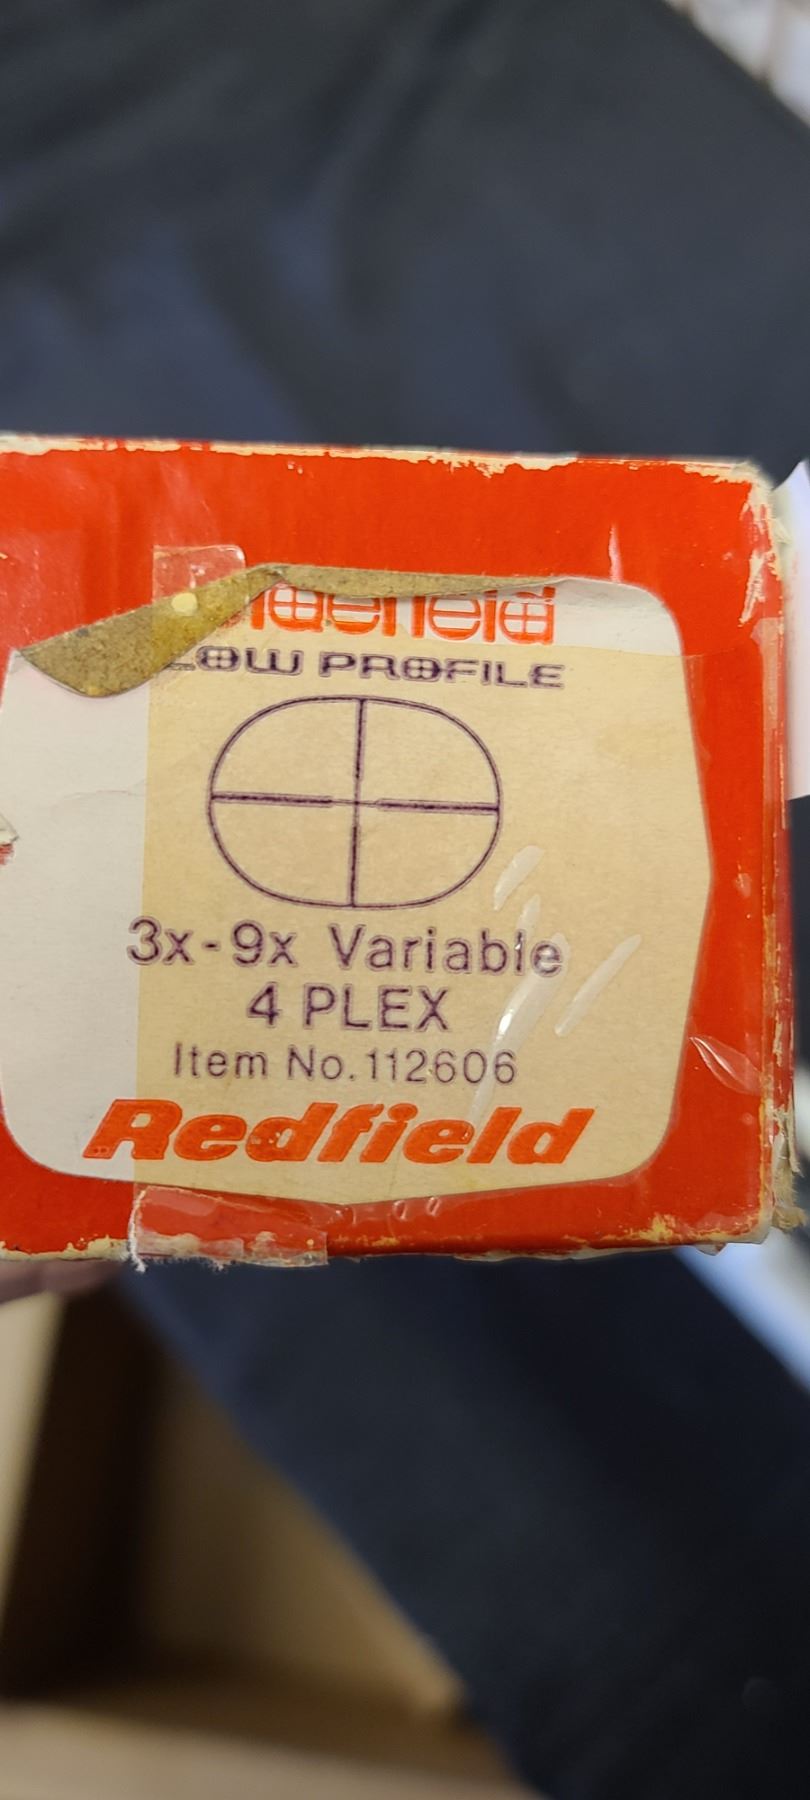 LOW PROFILE
3x-9x Variable
4 PLEX
Item No. 112606
Redfield